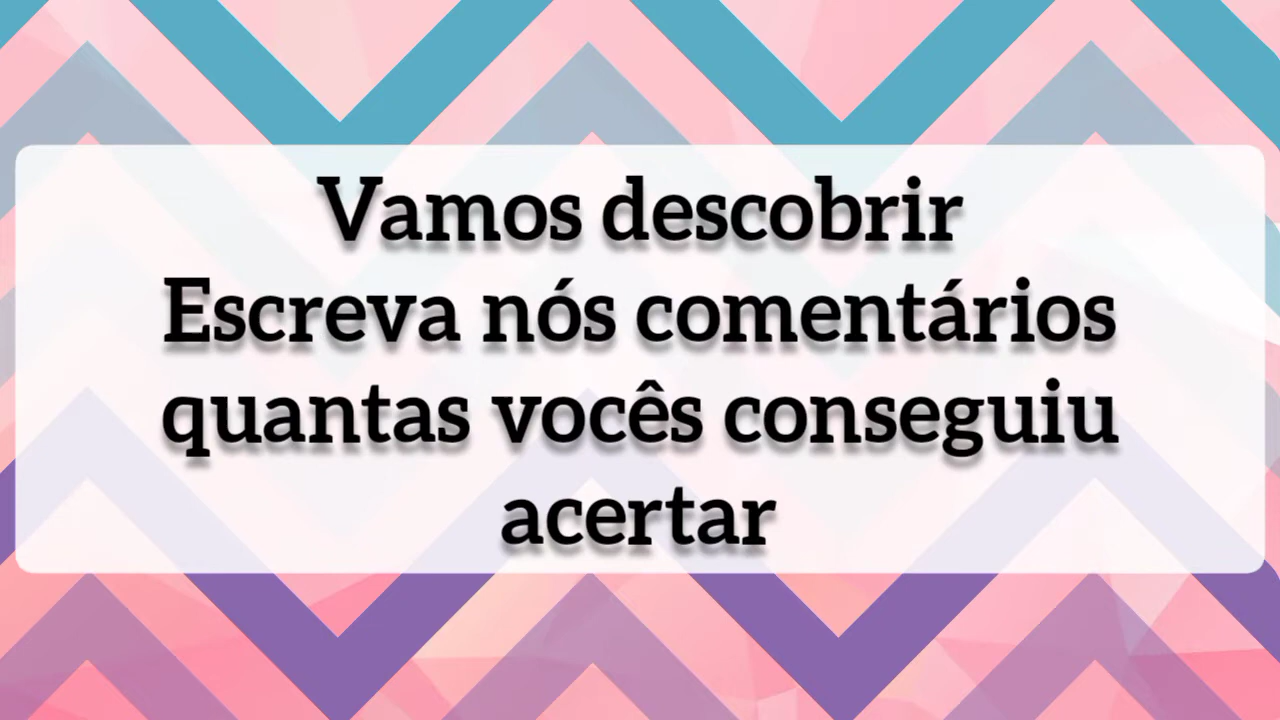 Vamos descobrir
Escreva nós comentários
quantas vocês conseguiu
acertar